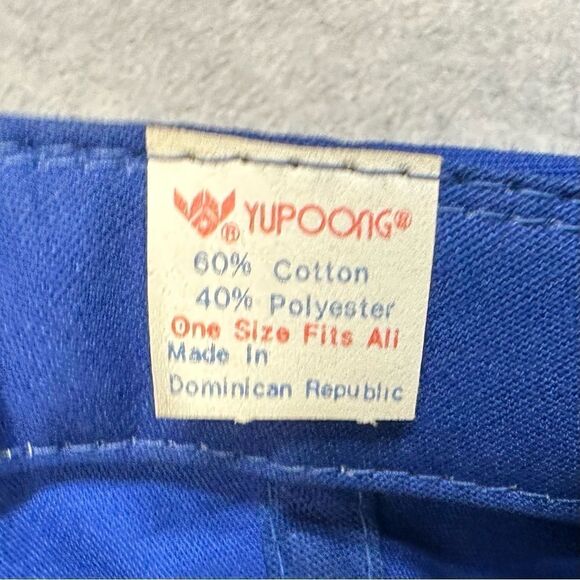 ® YUPOONG®
60% Cotton
40% Polyester
One Size Fits All
Made In
Dominican Republic